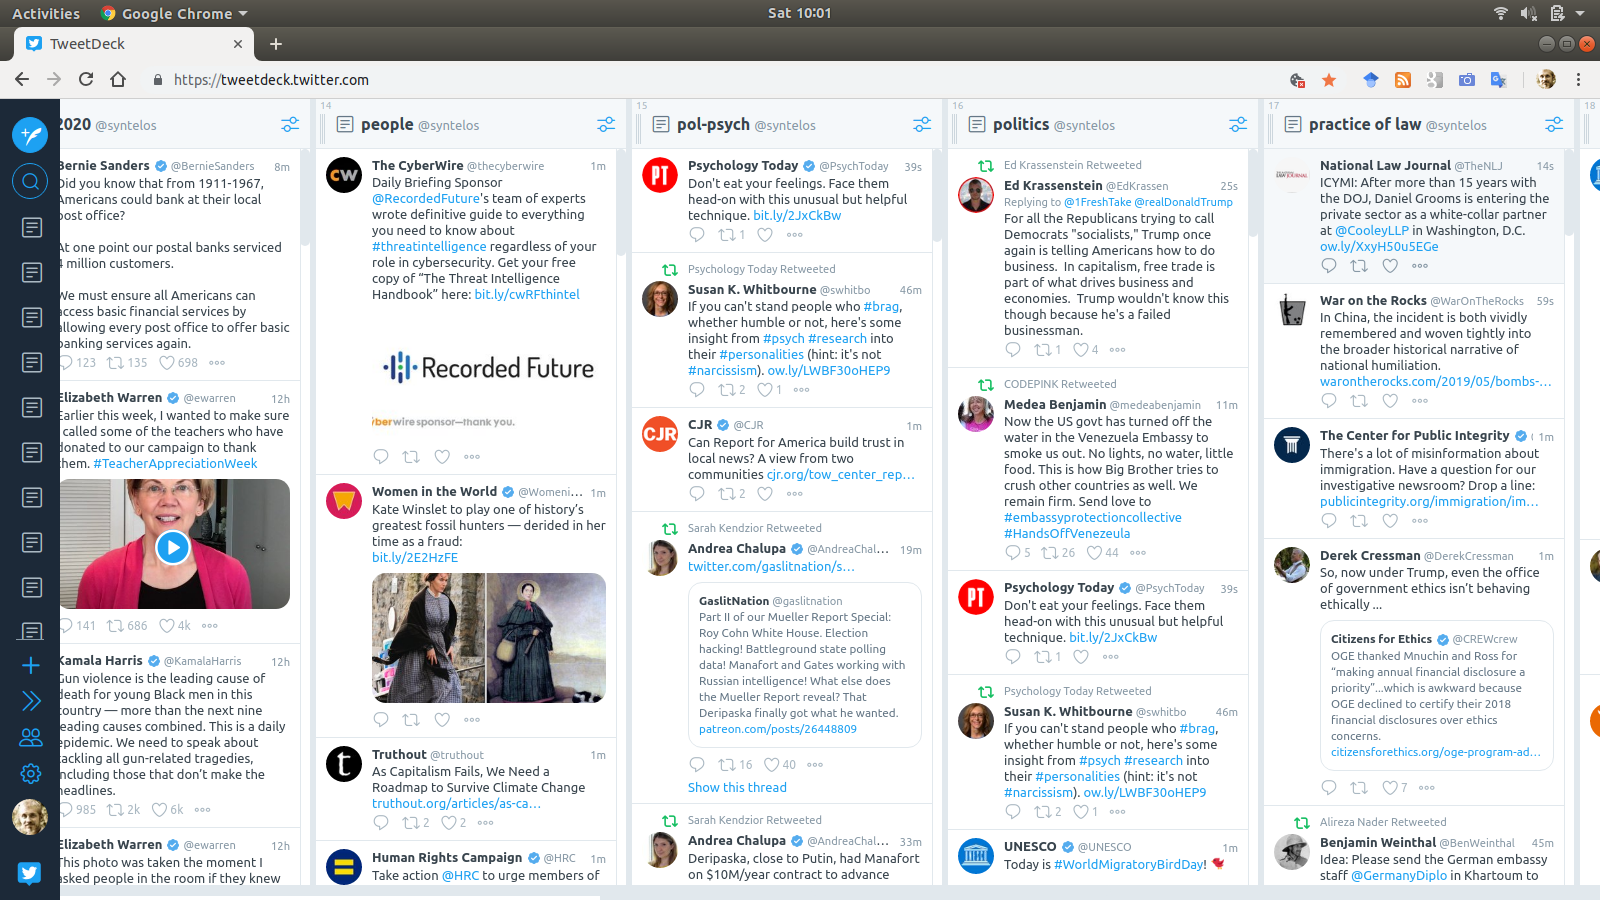 Activities
Google Chrome
Sat 10:01
TweetDeck
https://tweetdeck.twitter.com
2020 @syntelos
Bernie Sanders @BernieSanders 8m
Did you know that from 1911-1967,
Americans could bank at their local
post office?
At one point our postal banks serviced
4 million customers.
We must ensure all Americans can
access basic financial services by
allowing every post office to offer basic
banking services again.
123 135 698
Elizabeth Warren @ewarren 12h
Earlier this week, I wanted to make sure
I called some of the teachers who have
donated to our campaign to thank
them. #TeacherAppreciationWeek
141 686 4k
Kamala Harris @KamalaHarris 12h
Gun violence is the leading cause of
death for young Black men in this
country — more than the next nine
leading causes combined. This is a daily
epidemic. We need to speak about
tackling all gun-related tragedies,
including those that don't make the
headlines.
985 2k 6k
Elizabeth Warren @ewarren 12h
This photo was taken the moment I
asked people in the room if they knew
14
people @syntelos
The CyberWire @thecyberwire 1m
Daily Briefing Sponsor
@RecordedFuture's team of experts
wrote definitive guide to everything
you need to know about
#threatintelligence regardless of your
role in cybersecurity. Get your free
copy of “The Threat Intelligence
Handbook” here: bit.ly/cwRFthintel
Recorded Future
yberwire sponsor—thank you.
Women in the World @Womeni... 1m
Kate Winslet to play one of history’s
greatest fossil hunters — derided in her
time as a fraud:
bit.ly/2E2HzFE
Truthout @truthout 1m
As Capitalism Fails, We Need a
Roadmap to Survive Climate Change
truthout.org/articles/as-ca…
2 2
Human Rights Campaign @HRC 1m
Take action @HRC to urge members of
15
pol-psych @syntelos
PT
Psychology Today @PsychToday 39s
Don't eat your feelings. Face them
head-on with this unusual but helpful
technique. bit.ly/2JxCkBw
1
Psychology Today Retweeted
Susan K. Whitbourne @swhitbo 46m
If you can't stand people who #brag,
whether humble or not, here's some
insight from #psych #research into
their #personalities (hint: it's not
#narcissism). ow.ly/LWBF30oHEP9
2 1
CJR
CJR @CJR 1m
Can Report for America build trust in
local news? A view from two
communities cjr.org/tow_center_rep…
2
Sarah Kendzior Retweeted
Andrea Chalupa @AndreaChal... 19m
twitter.com/gaslitnation/s…
GaslitNation @gaslitnation
Part II of our Mueller Report Special:
Roy Cohn White House. Election
hacking! Battleground state polling
data! Manafort and Gates working with
Russian intelligence! What else does
the Mueller Report reveal? That
Deripaska finally got what he wanted.
patreon.com/posts/26448809
16 40
Show this thread
Sarah Kendzior Retweeted
Andrea Chalupa @AndreaChal... 33m
Deripaska, close to Putin, had Manafort
on $10M/year contract to advance
16
politics @syntelos
Ed Krassenstein Retweeted
Ed Krassenstein @EdKrassen 25s
Replying to @1FreshTake @realDonaldTrump
For all the Republicans trying to call
Democrats "socialists," Trump once
again is telling Americans how to do
business.  In capitalism, free trade is
part of what drives business and
economies.  Trump wouldn't know this
though because he's a failed
businessman.
1 4
CODEPINK Retweeted
Medea Benjamin @medeabenjamin 11m
Now the US govt has turned off the
water in the Venezuela Embassy to
smoke us out. No lights, no water, little
food. This is how Big Brother tries to
crush other countries as well. We
remain firm. Send love to
#embassyprotectioncollective
#HandsOffVenezeula
5 26 44
PT
Psychology Today @PsychToday 39s
Don't eat your feelings. Face them
head-on with this unusual but helpful
technique. bit.ly/2JxCkBw
1
Psychology Today Retweeted
Susan K. Whitbourne @swhitbo 46m
If you can't stand people who #brag,
whether humble or not, here's some
insight from #psych #research into
their #personalities (hint: it's not
#narcissism). ow.ly/LWBF30oHEP9
2 1
UNESCO @UNESCO 1m
Today is #WorldMigratoryBirdDay!
17
practice of law @syntelos
National Law Journal @TheNLJ 14s
ICYMI: After more than 15 years with
the DOJ, Daniel Grooms is entering the
private sector as a white-collar partner
at @CooleyLLP in Washington, D.C.
ow.ly/XxyH50u5EGe
War on the Rocks @WarOnTheRocks 59s
In China, the incident is both vividly
remembered and woven tightly into
the broader historical narrative of
national humiliation.
warontherocks.com/2019/05/bombs-…
The Center for Public Integrity 1m
There's a lot of misinformation about
immigration. Have a question for our
investigative newsroom? Drop a line:
publicintegrity.org/immigration/im…
Derek Cressman @DerekCressman 1m
So, now under Trump, even the office
of government ethics isn’t behaving
ethically ...
Citizens for Ethics @CREWcrew
OGE thanked Mnuchin and Ross for
“making annual financial disclosure a
priority”...which is awkward because
OGE declined to certify their 2018
financial disclosures over ethics
concerns.
citizensforethics.org/oge-program-ad…
7
Alireza Nader Retweeted
Benjamin Weinthal @BenWeinthal 45m
Idea: Please send the German embassy
staff @GermanyDiplo in Khartoum to
18